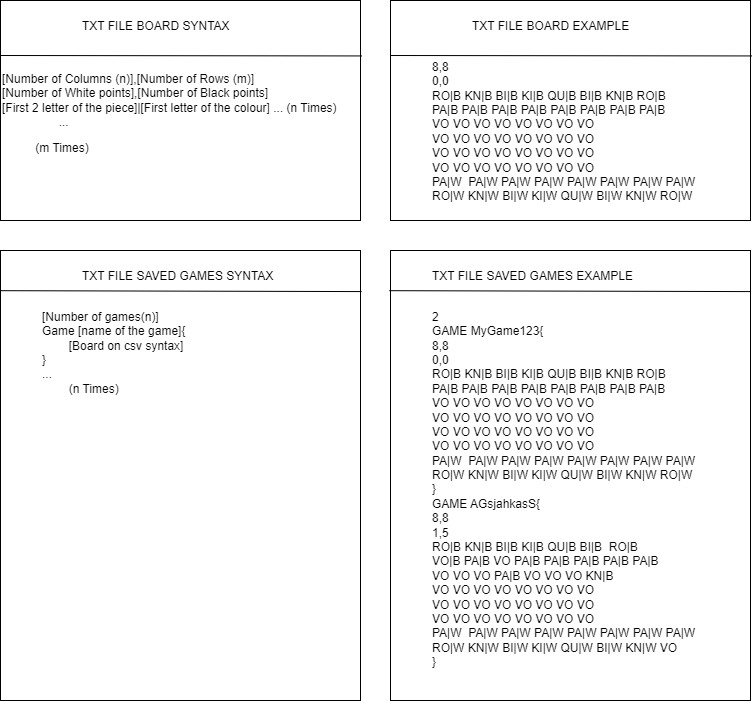 TXT FILE BOARD SYNTAX
[Number of Columns (n)],[Number of Rows (m)]
[Number of White points],[Number of Black points]
[First 2 letter of the piece]|[First letter of the colour] ... (n Times)
...
(m Times)
TXT FILE BOARD EXAMPLE
8,8
0,0
RO|B KN|B BI|B KI|B QU|B BI|B KN|B RO|B
PA|B PA|B PA|B PA|B PA|B PA|B PA|B PA|B
VO VO VO VO VO VO VO VO
VO VO VO VO VO VO VO VO
VO VO VO VO VO VO VO VO
VO VO VO VO VO VO VO VO
PA|W  PA|W PA|W PA|W PA|W PA|W PA|W PA|W
RO|W KN|W BI|W KI|W QU|W BI|W KN|W RO|W
TXT FILE SAVED GAMES SYNTAX
[Number of games(n)]
Game [name of the game]{
[Board on csv syntax]
}
...
(n Times)
TXT FILE SAVED GAMES EXAMPLE
2
GAME MyGame123{
8,8
0,0
RO|B KN|B BI|B KI|B QU|B BI|B KN|B RO|B
PA|B PA|B PA|B PA|B PA|B PA|B PA|B PA|B
VO VO VO VO VO VO VO VO
VO VO VO VO VO VO VO VO
VO VO VO VO VO VO VO VO
VO VO VO VO VO VO VO VO
PA|W  PA|W PA|W PA|W PA|W PA|W PA|W PA|W
RO|W KN|W BI|W KI|W QU|W BI|W KN|W RO|W
}
GAME AGsjahkasS{
8,8
1,5
RO|B KN|B BI|B KI|B QU|B BI|B  RO|B
VO|B PA|B VO PA|B PA|B PA|B PA|B PA|B
VO VO VO PA|B VO VO VO KN|B
VO VO VO VO VO VO VO VO
VO VO VO VO VO VO VO VO
VO VO VO VO VO VO VO VO
PA|W  PA|W PA|W PA|W PA|W PA|W PA|W PA|W
RO|W KN|W BI|W KI|W QU|W BI|W KN|W VO
}